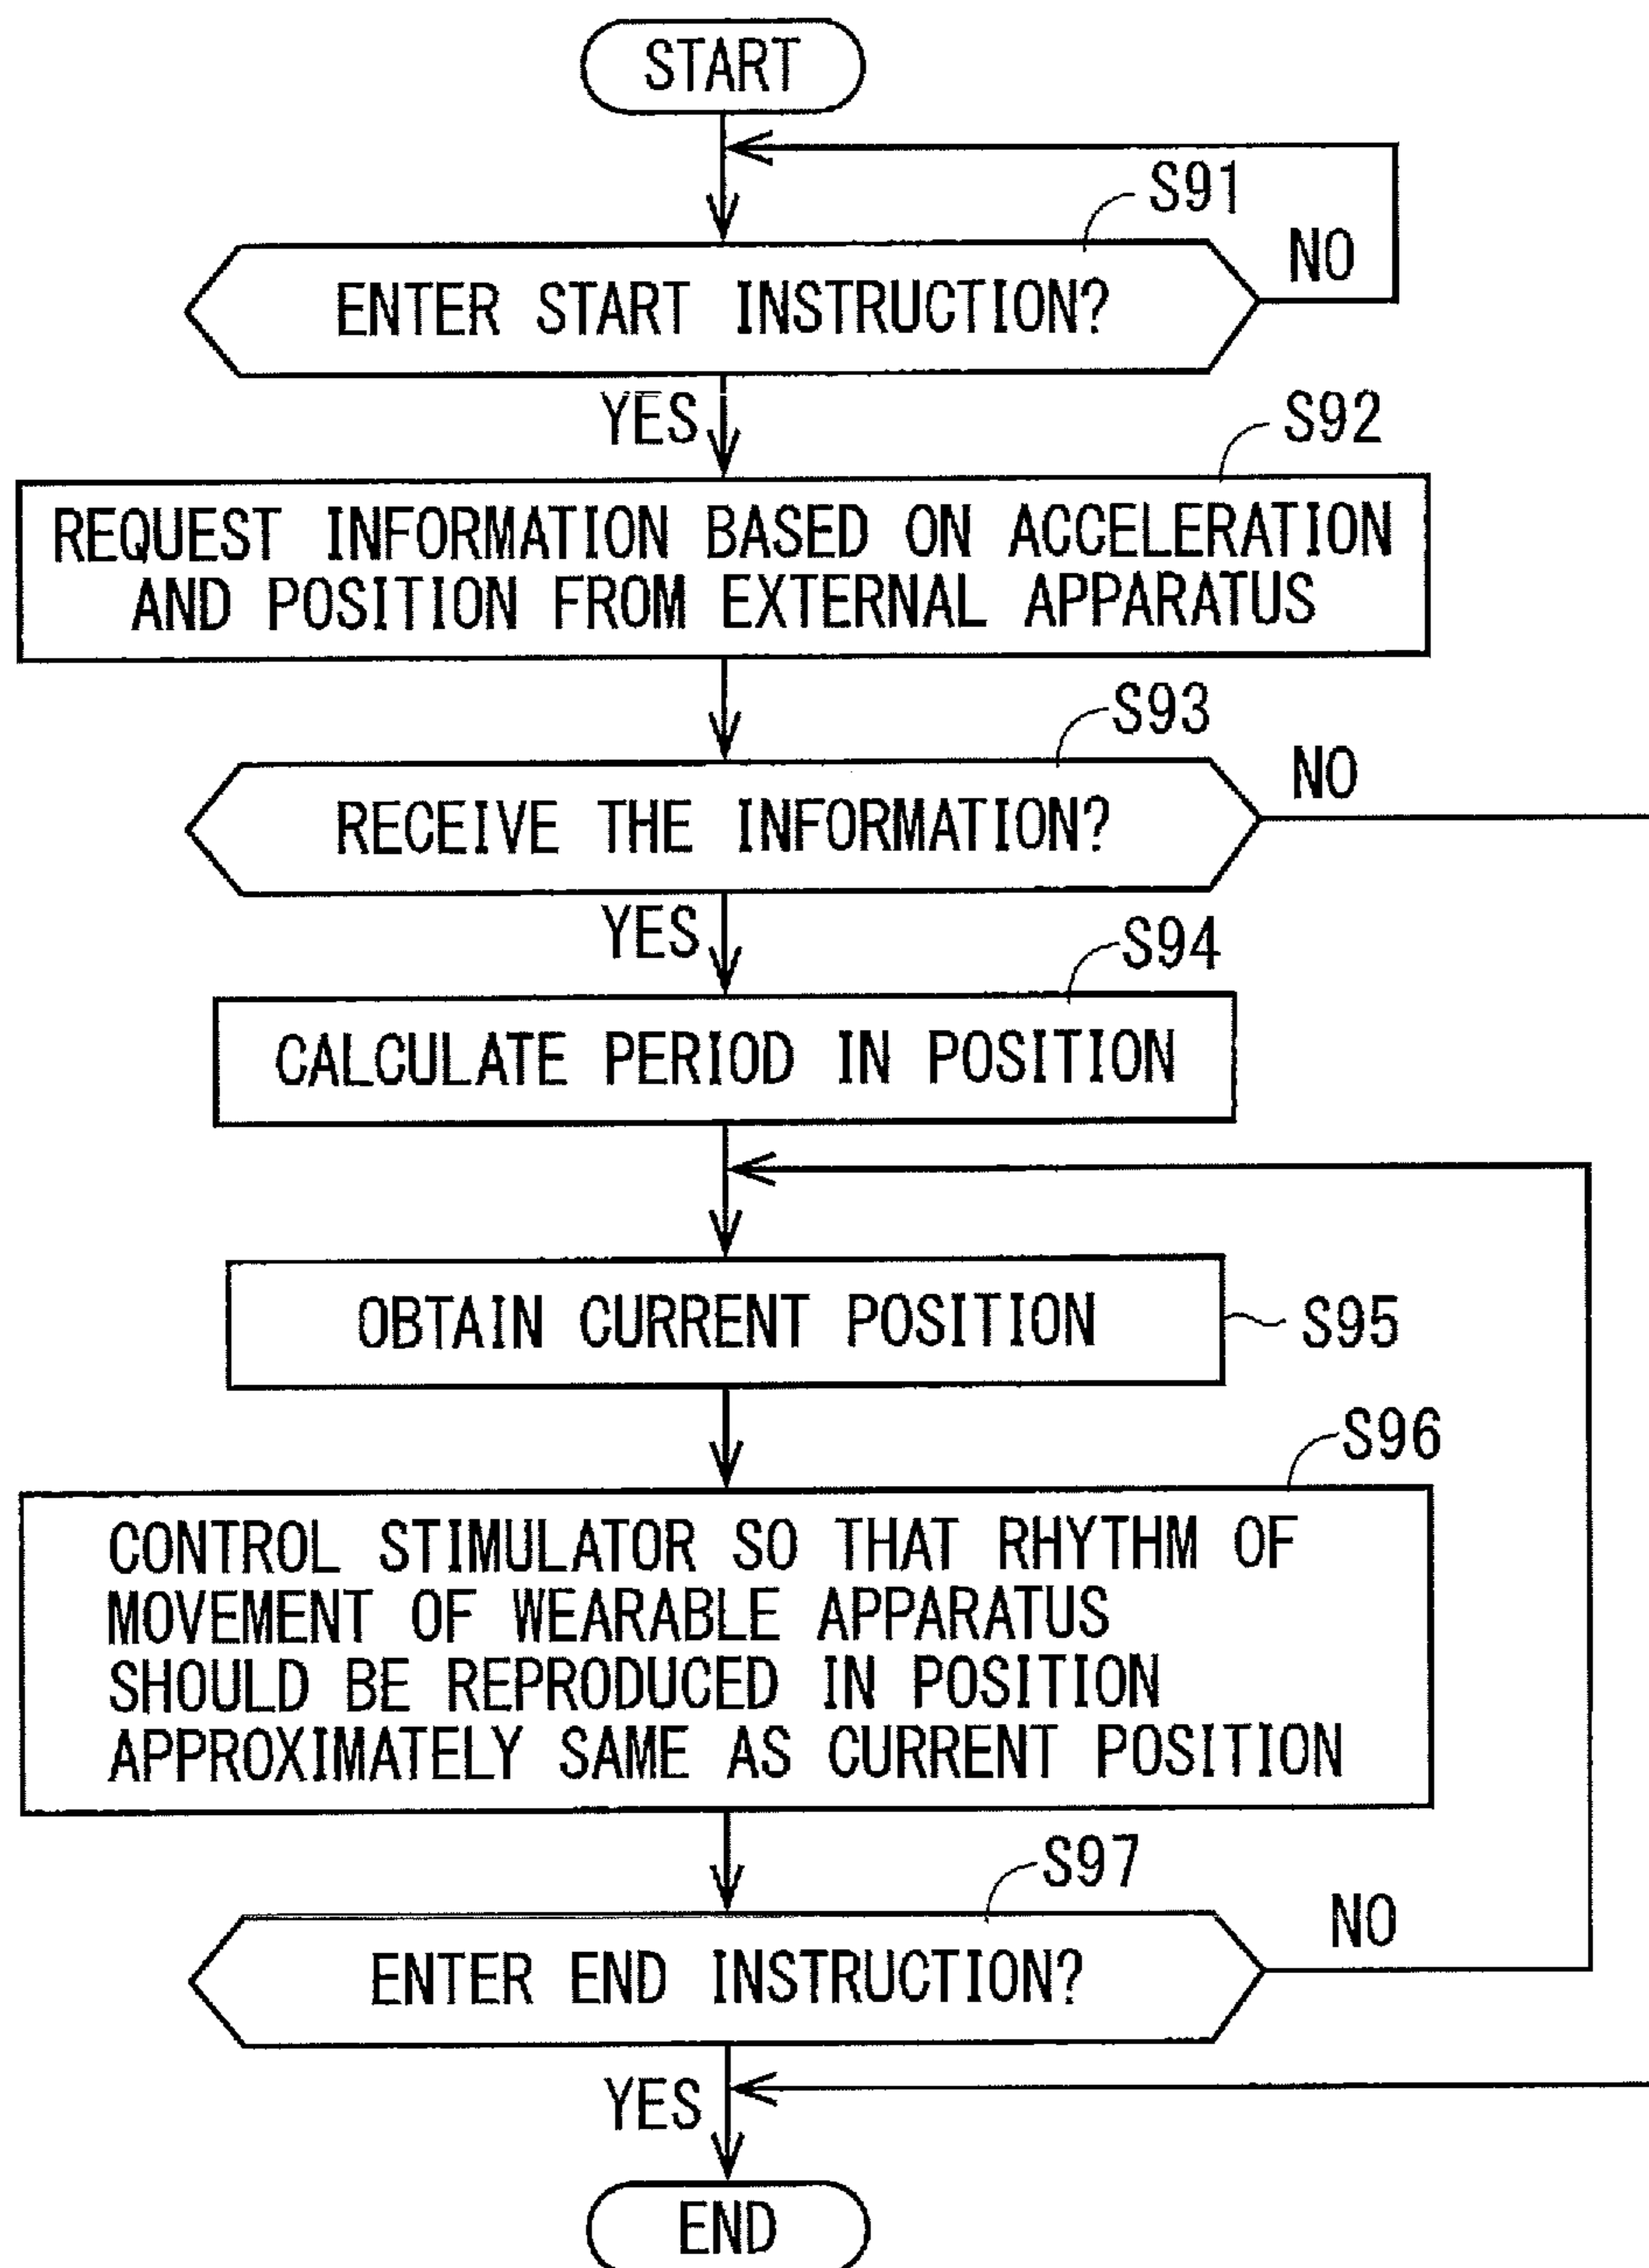 START
S91
NO
ENTER START INSTRUCTION?
YES
S92
REQUEST INFORMATION BASED ON ACCELERATION
AND POSITION FROM EXTERNAL APPARATUS
S93
NO
RECEIVE THE INFORMATION?
YES
S94
CALCULATE PERIOD IN POSITION
OBTAIN CURRENT POSITION
S95
S96
CONTROL STIMULATOR SO THAT RHYTHM OF
MOVEMENT OF WEARABLE APPARATUS
SHOULD BE REPRODUCED IN POSITION
APPROXIMATELY SAME AS CURRENT POSITION
S97
NO
ENTER END INSTRUCTION?
YES
END